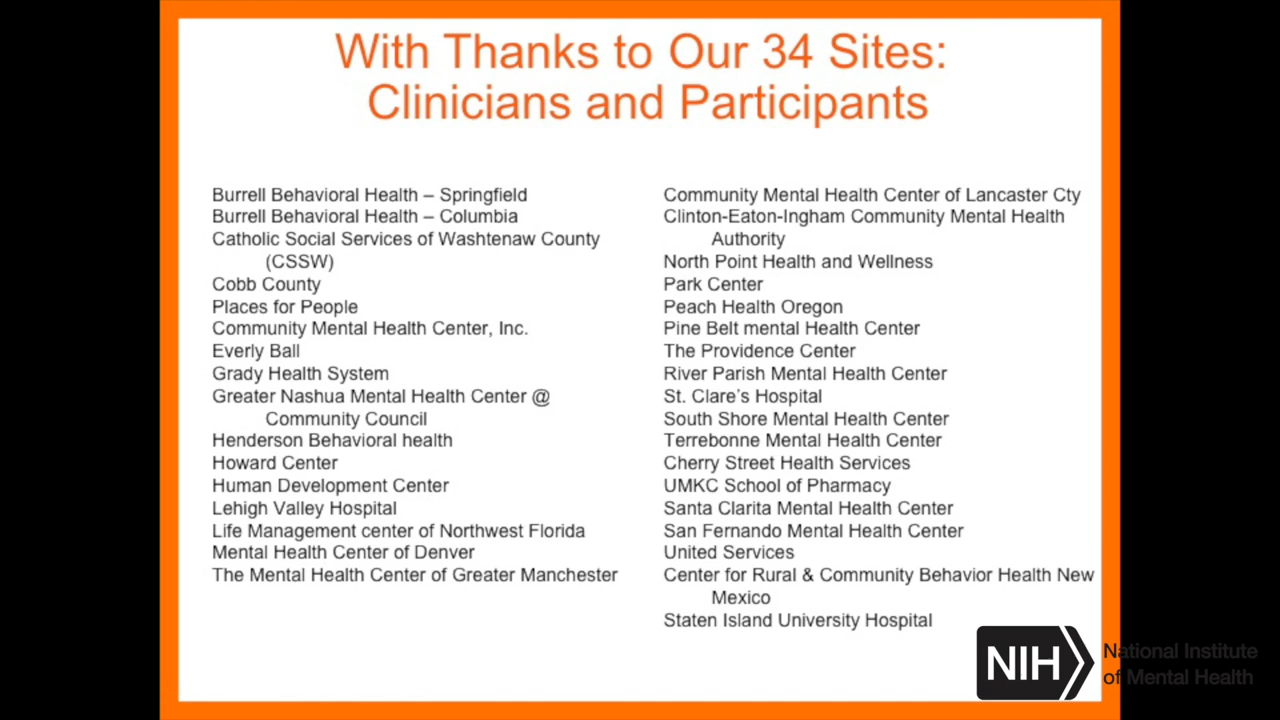 With Thanks to Our 34 Sites:
Clinicians and Participants
Burrell Behavioral Health – Springfield
Burrell Behavioral Health – Columbia
Catholic Social Services of Washtenaw County
(CSSW)
Cobb County
Places for People
Community Mental Health Center, Inc.
Everly Ball
Grady Health System
Greater Nashua Mental Health Center @
Community Council
Henderson Behavioral health
Howard Center
Human Development Center
Lehigh Valley Hospital
Life Management center of Northwest Florida
Mental Health Center of Denver
The Mental Health Center of Greater Manchester
Community Mental Health Center of Lancaster Cty
Clinton-Eaton-Ingham Community Mental Health
Authority
North Point Health and Wellness
Park Center
Peach Health Oregon
Pine Belt mental Health Center
The Providence Center
River Parish Mental Health Center
St. Clare's Hospital
South Shore Mental Health Center
Terrebonne Mental Health Center
Cherry Street Health Services
UMKC School of Pharmacy
Santa Clarita Mental Health Center
San Fernando Mental Health Center
United Services
Center for Rural & Community Behavior Health New
Mexico
Staten Island University Hospital
NIH
National Institute
of Mental Health